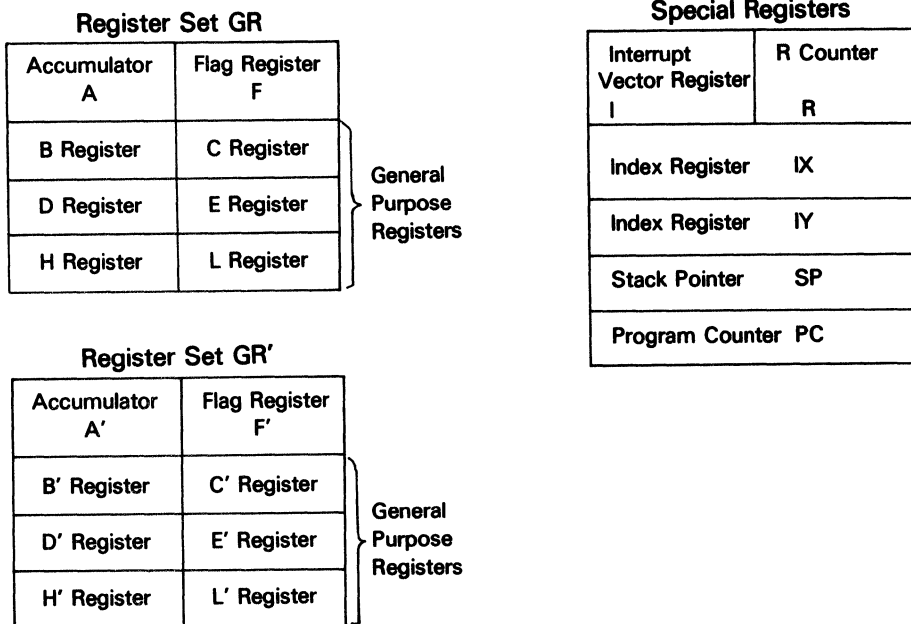 Register Set GR
Accumulator
A
Flag Register
F
B Register
C Register
D Register
E Register
H Register
L Register
General
Purpose
Registers
Special Registers
Interrupt
Vector Register
I
R Counter
R
Index Register IX
Index Register IY
Stack Pointer SP
Program Counter PC
Register Set GR'
Accumulator
A'
Flag Register
F'
B' Register
C' Register
D' Register
E' Register
H' Register
L' Register
General
Purpose
Registers